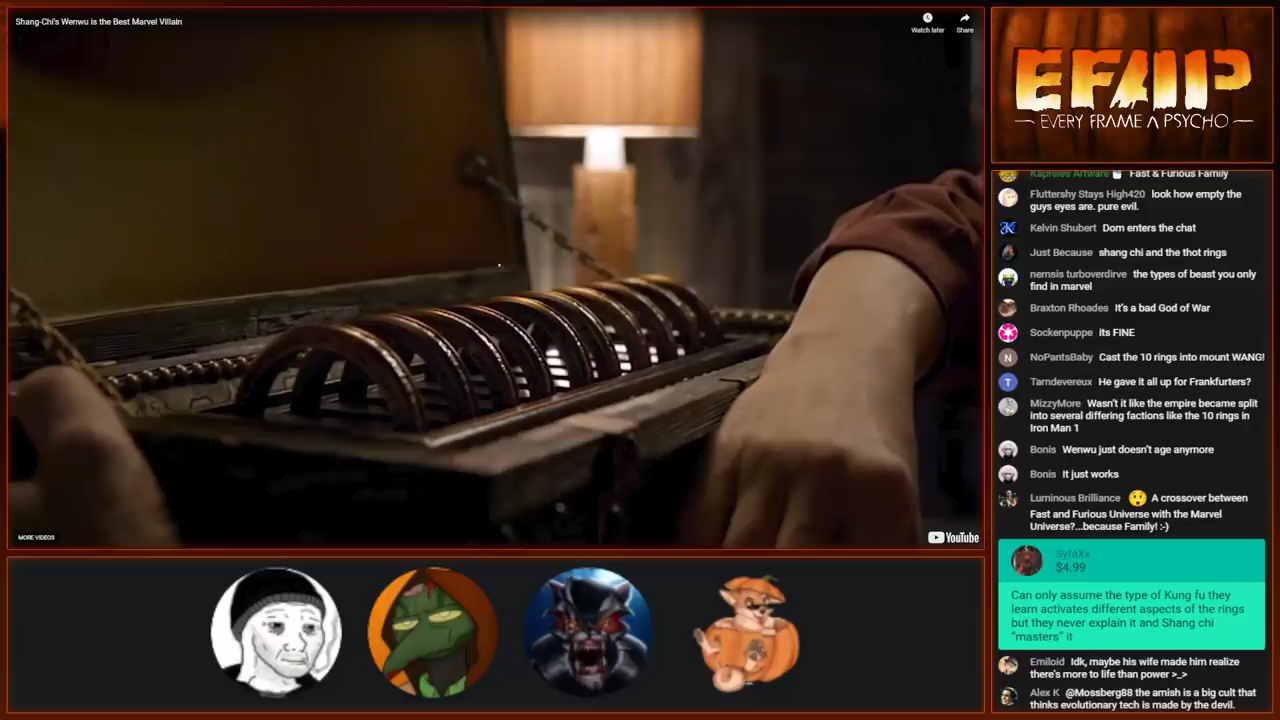 Shang-Chi's Wenwu is the Best Marvel Villain
Watch later
Share
MORE VIDEOS
YouTube
EFAP
EVERY FRAME A PSYCHO
Kapreles Artware Fast & Furious Family
Fluttershy Stays High420 look how empty the
guys eyes are. pure evil.
Kelvin Shubert Dom enters the chat
Just Because shang chi and the thot rings
nemsis turboverdirve the types of beast you only
find in marvel
Braxton Rhoades It's a bad God of War
Sockenpuppe its FINE
NoPantsBaby Cast the 10 rings into mount WANG!
Tarndevereux He gave it all up for Frankfurters?
MizzyMore Wasn't it like the empire became split
into several differing factions like the 10 rings in
Iron Man 1
Bonis Wenwu just doesn't age anymore
Bonis It just works
Luminous Brilliance 😲 A crossover between
Fast and Furious Universe with the Marvel
Universe?...because Family! :-)
SyfaXx
$4.99
Can only assume the type of Kung fu they
learn activates different aspects of the rings
but they never explain it and Shang chi
"masters" it
Emiloid Idk, maybe his wife made him realize
there's more to life than power >_>
Alex K @Mossberg88 the amish is a big cult that
thinks evolutionary tech is made by the devil.